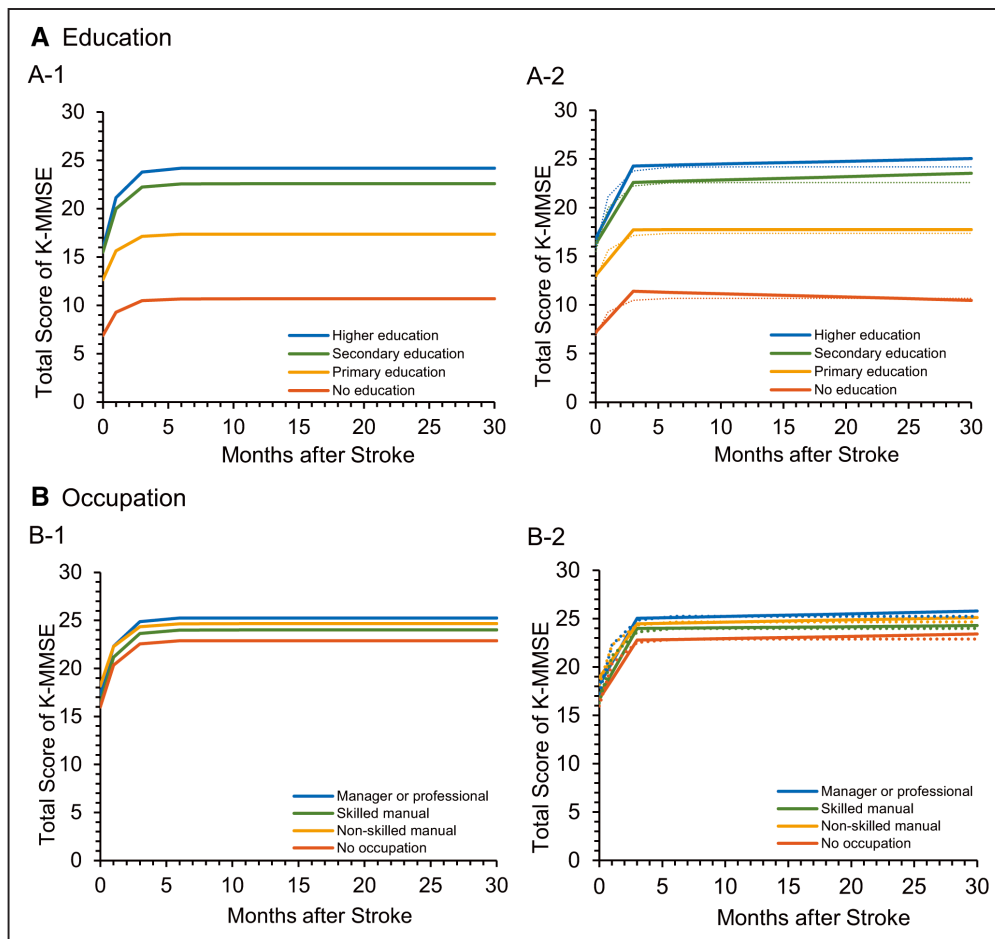 A Education
A-1
Total Score of K-MMSE
30
25
20
15
10
5
0
Higher education
Secondary education
Primary education
No education
0 5 10 15 20 25 30
Months after Stroke
A-2
Total Score of K-MMSE
30
25
20
15
10
5
0
Higher education
Secondary education
Primary education
No education
0 5 10 15 20 25 30
Months after Stroke
B Occupation
B-1
Total Score of K-MMSE
30
25
20
15
10
5
0
Manager or professional
Skilled manual
Non-skilled manual
No occupation
0 5 10 15 20 25 30
Months after Stroke
B-2
Total Score of K-MMSE
30
25
20
15
10
5
0
Manager or professional
Skilled manual
Non-skilled manual
No occupation
0 5 10 15 20 25 30
Months after Stroke